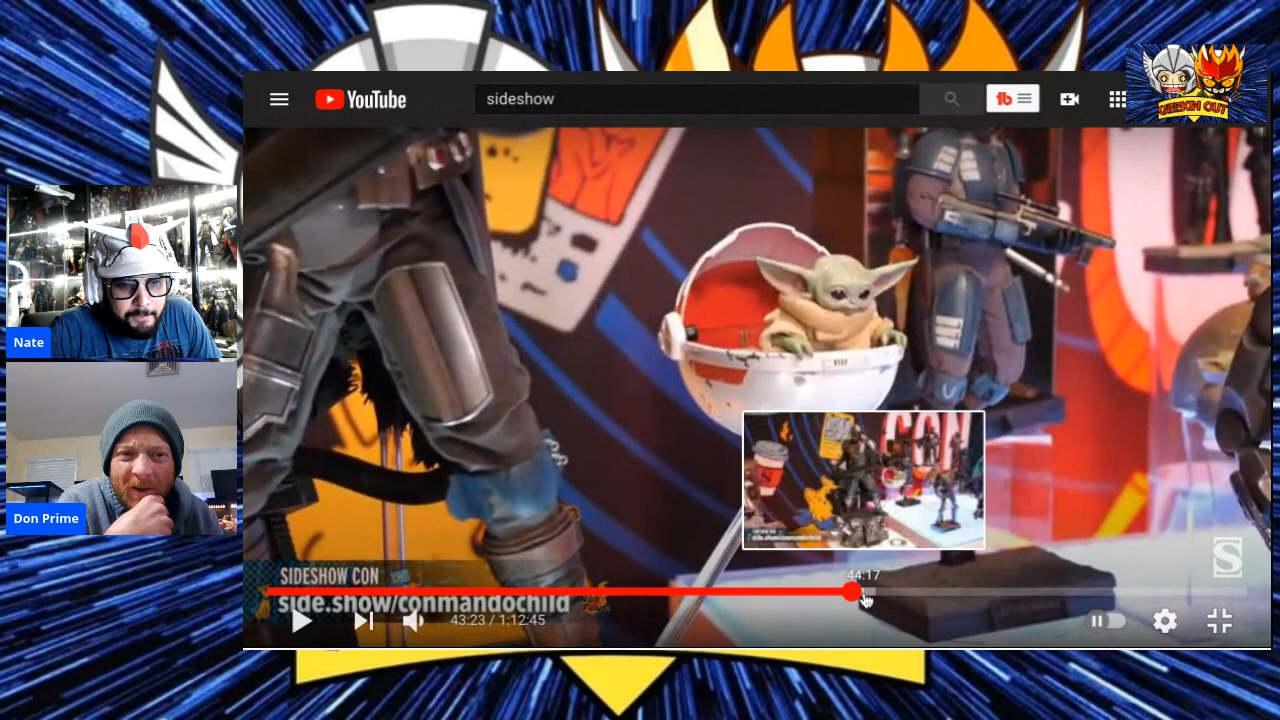 YouTube
sideshow
GEEKIN OUT
Nate
Don Prime
SIDESHOW CON
side.show/conmandochild
44:17
43:23 / 1:12:45
S